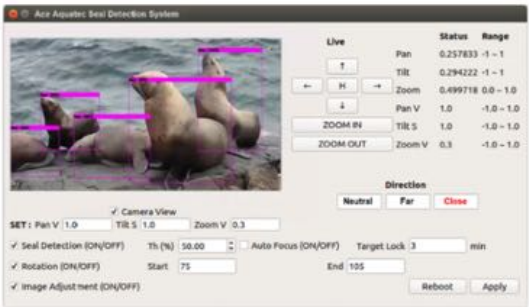 Ace Aquatec Seal Detection System
Live
Status Range
Pan 0.257833 -1 ~ 1
Tilt 0.294222 -1 ~ 1
Zoom 0.499718 0.0 ~ 1.0
Pan V 1.0 -1.0 ~ 1.0
Tilt S 1.0 -1.0 ~ 1.0
Zoom V 0.3 -1.0 ~ 1.0
↑
← H →
↓
ZOOM IN
ZOOM OUT
Direction
Neutral Far Close
Camera View
SET : Pan V 1.0 Tilt S 1.0 Zoom V 0.3
Seal Detection (ON/OFF) Th (%) 50.00 Auto Focus (ON/OFF) Target Lock 3 min
Rotation (ON/OFF) Start 75 End 105
Image Adjustment (ON/OFF)
Reboot Apply